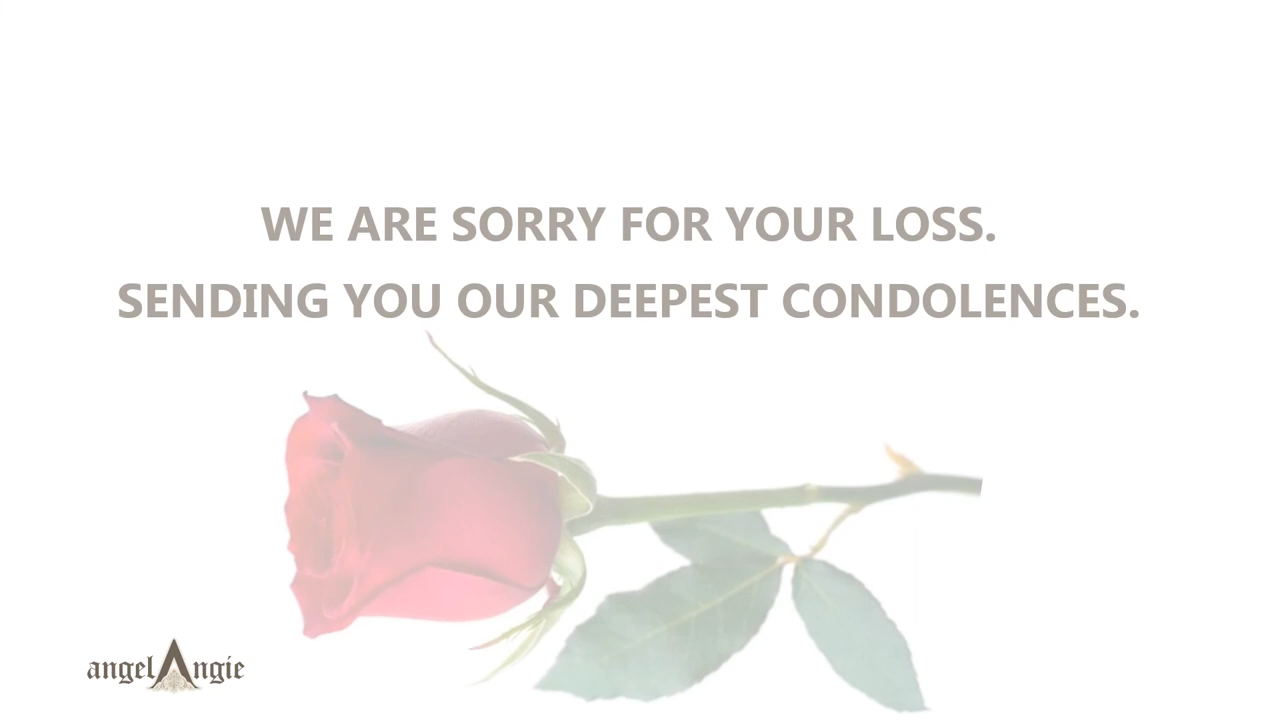 WE ARE SORRY FOR YOUR LOSS.
SENDING YOU OUR DEEPEST CONDOLENCES.
angelAngie